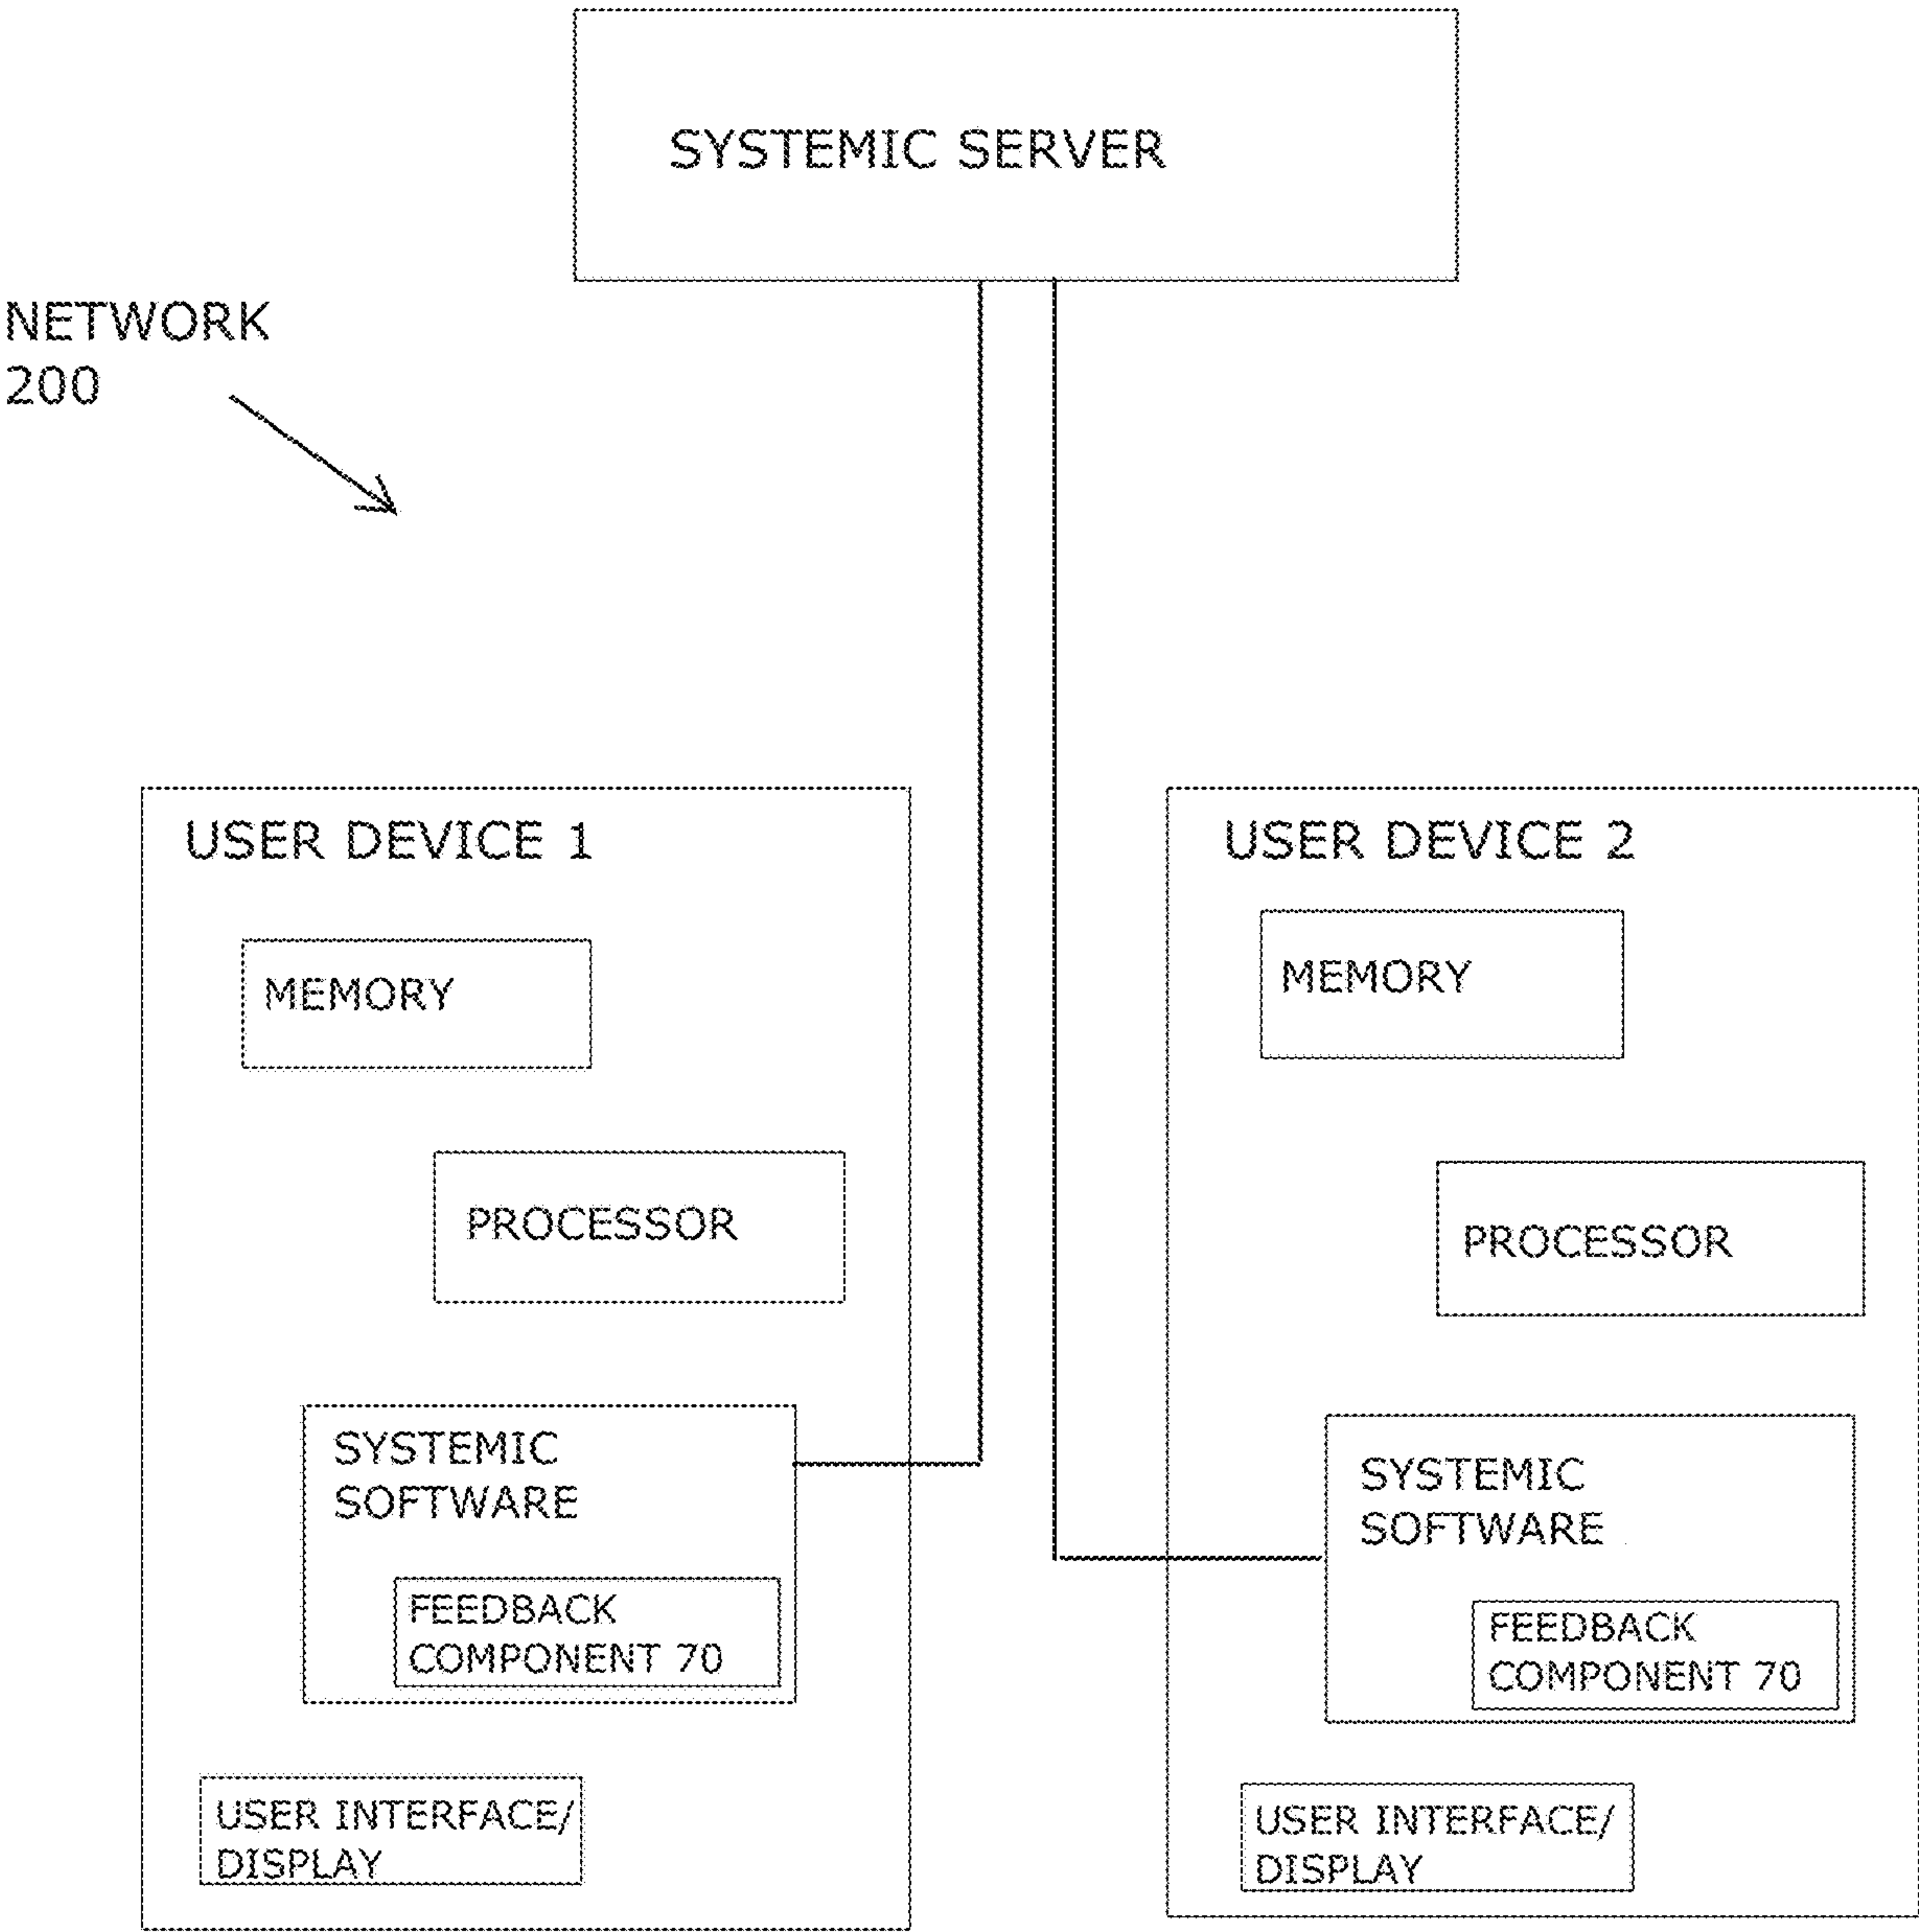 SYSTEMIC SERVER
NETWORK
200
USER DEVICE 1
MEMORY
PROCESSOR
SYSTEMIC
SOFTWARE
FEEDBACK
COMPONENT 70
USER INTERFACE/
DISPLAY
USER DEVICE 2
MEMORY
PROCESSOR
SYSTEMIC
SOFTWARE
FEEDBACK
COMPONENT 70
USER INTERFACE/
DISPLAY